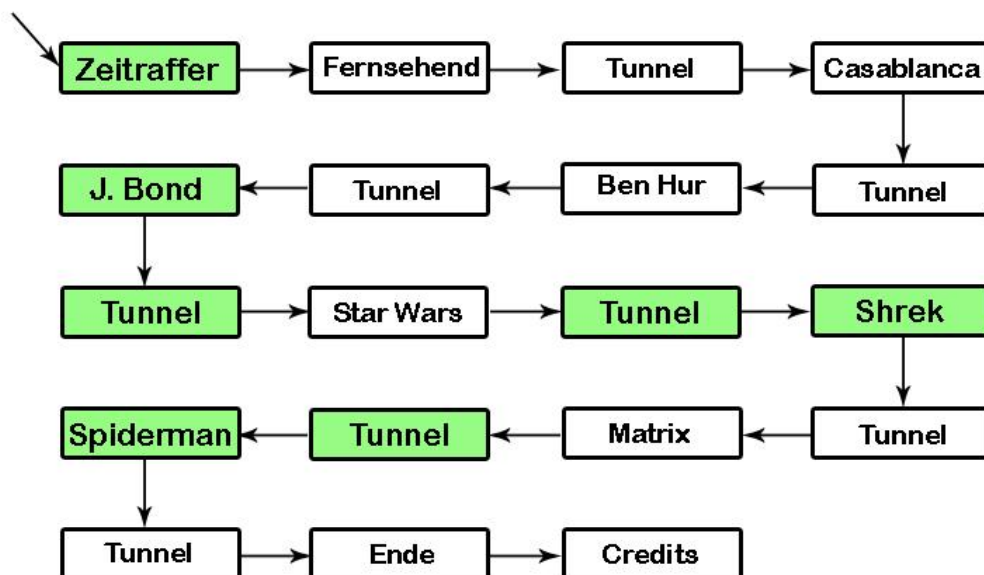 Zeitraffer
Fernsehend
Tunnel
Casablanca
Tunnel
Ben Hur
Tunnel
J. Bond
Tunnel
Star Wars
Tunnel
Shrek
Tunnel
Matrix
Tunnel
Spiderman
Tunnel
Ende
Credits